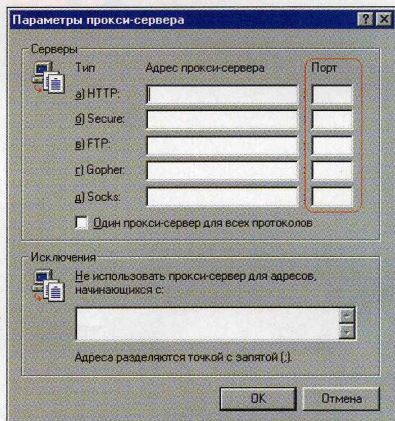 Параметры прокси-сервера
Серверы
Тип Адрес прокси-сервера Порт
а) HTTP:
б) Secure:
в) FTP:
г) Gopher:
д) Socks:
Один прокси-сервер для всех протоколов
Исключения
Не использовать прокси-сервер для адресов,
начинающихся с:
Адреса разделяются точкой с запятой (;).
OK Отмена